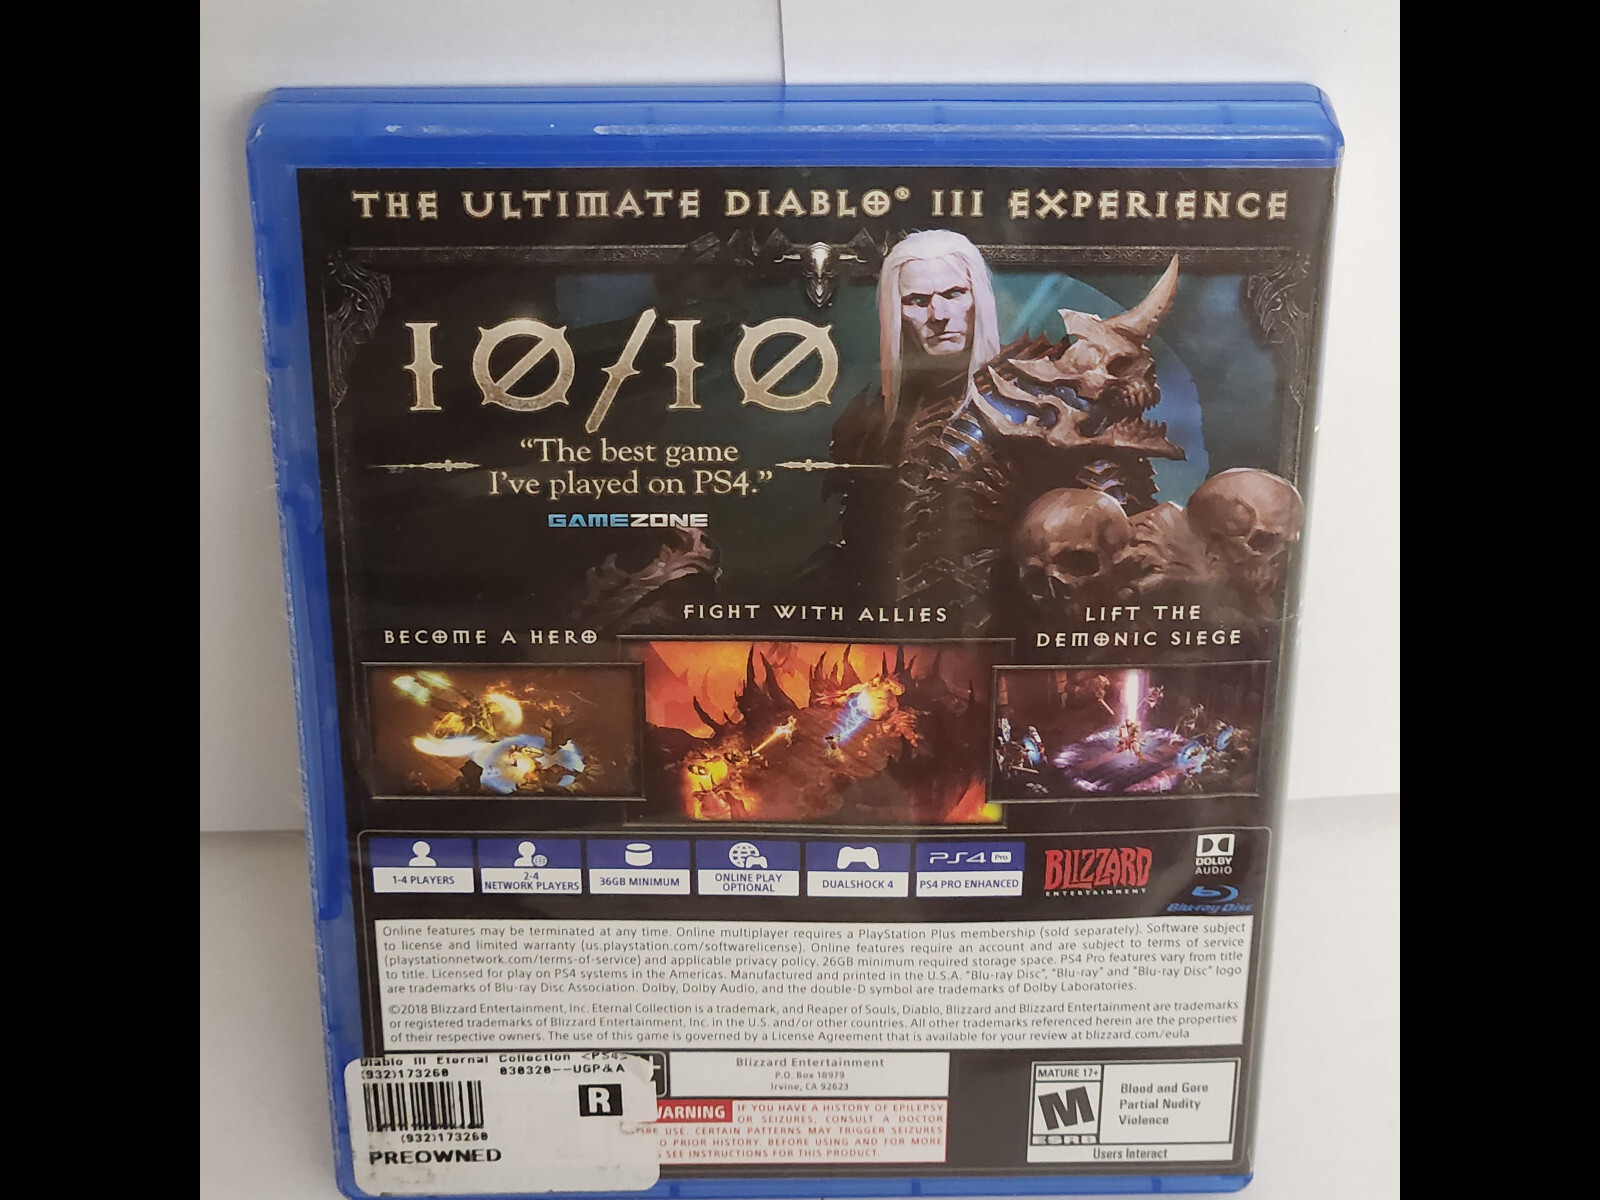 THE ULTIMATE DIABLO® III EXPERIENCE
10/10
“The best game
I’ve played on PS4.”
GAMEZONE
BECOME A HERO
FIGHT WITH ALLIES
LIFT THE
DEMONIC SIEGE
1-4 PLAYERS
2-4
NETWORK PLAYERS
36GB MINIMUM
ONLINE PLAY
OPTIONAL
DUALSHOCK 4
PS4 Pro
PS4 PRO ENHANCED
BLIZZARD
ENTERTAINMENT
DOLBY
AUDIO
Blu-ray Disc
Online features may be terminated at any time. Online multiplayer requires a PlayStation Plus membership (sold separately). Software subject
to license and limited warranty (us.playstation.com/softwarelicense). Online features require an account and are subject to terms of service
(playstationnetwork.com/terms-of-service) and applicable privacy policy. 26GB minimum required storage space. PS4 Pro features vary from title
to title. Licensed for play on PS4 systems in the Americas. Manufactured and printed in the U.S.A. "Blu-ray Disc", "Blu-ray" and "Blu-ray Disc" logo
are trademarks of Blu-ray Disc Association. Dolby, Dolby Audio, and the double-D symbol are trademarks of Dolby Laboratories.
©2018 Blizzard Entertainment, Inc. Eternal Collection is a trademark, and Reaper of Souls, Diablo, Blizzard and Blizzard Entertainment are trademarks
or registered trademarks of Blizzard Entertainment, Inc. in the U.S. and/or other countries. All other trademarks referenced herein are the properties
of their respective owners. The use of this game is governed by a License Agreement that is available for your review at blizzard.com/eula
Diablo III Eternal Collection <PS4>
(932)173260 030320--UGP&A
R
(932)173260
PREOWNED
Blizzard Entertainment
P.O. Box 18979
Irvine, CA 92623
WARNING IF YOU HAVE A HISTORY OF EPILEPSY
OR SEIZURES, CONSULT A DOCTOR
USE. CERTAIN PATTERNS MAY TRIGGER SEIZURES
PRIOR HISTORY. BEFORE USING AND FOR MORE
SEE INSTRUCTIONS FOR THIS PRODUCT.
MATURE 17+
M
ESRB
Blood and Gore
Partial Nudity
Violence
Users Interact